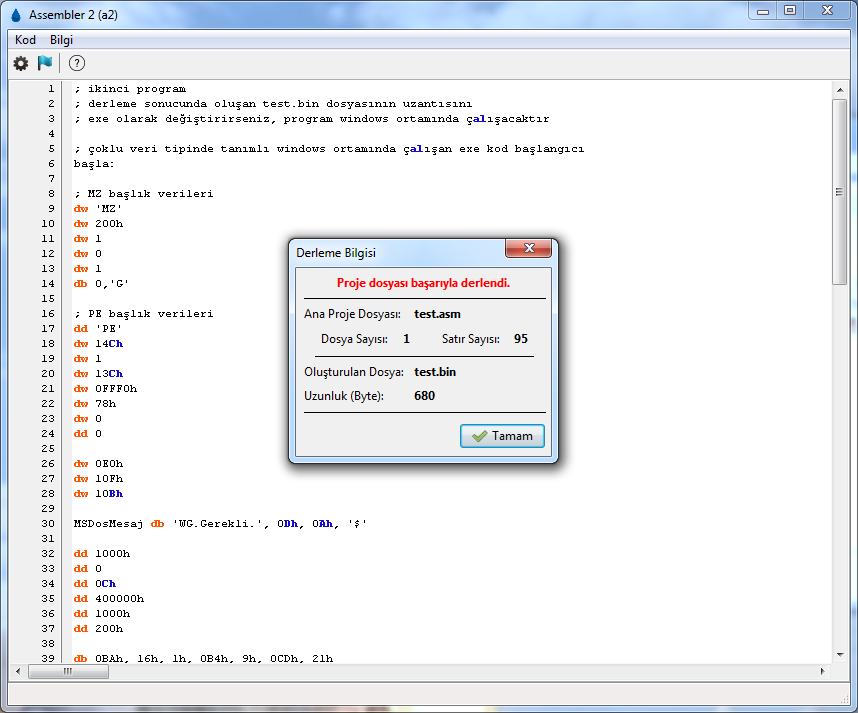 Assembler 2 (a2)
Kod Bilgi
?
1 ; ikinci program
2 ; derleme sonucunda oluşan test.bin dosyasının uzantısını
3 ; exe olarak değiştirirseniz, program windows ortamında çalışacaktır
4
5 ; çoklu veri tipinde tanımlı windows ortamında çalışan exe kod başlangıcı
6 başla:
7
8 ; MZ başlık verileri
9 dw 'MZ'
10 dw 200h
11 dw 1
12 dw 0
13 dw 1
14 db 0,'G'
15
16 ; PE başlık verileri
17 dd 'PE'
18 dw 14Ch
19 dw 1
20 dw 13Ch
21 dw 0FFF0h
22 dw 78h
23 dw 0
24 dd 0
25
26 dw 0E0h
27 dw 10Fh
28 dw 10Bh
29
30 MSDosMesaj db 'WG.Gerekli.', 0Dh, 0Ah, '$'
31
32 dd 1000h
33 dd 0
34 dd 0Ch
35 dd 400000h
36 dd 1000h
37 dd 200h
38
39 db 0BAh, 16h, 1h, 0B4h, 9h, 0CDh, 21h
Derleme Bilgisi
Proje dosyası başarıyla derlendi.
Ana Proje Dosyası: test.asm
Dosya Sayısı: 1 Satır Sayısı: 95
Oluşturulan Dosya: test.bin
Uzunluk (Byte): 680
Tamam